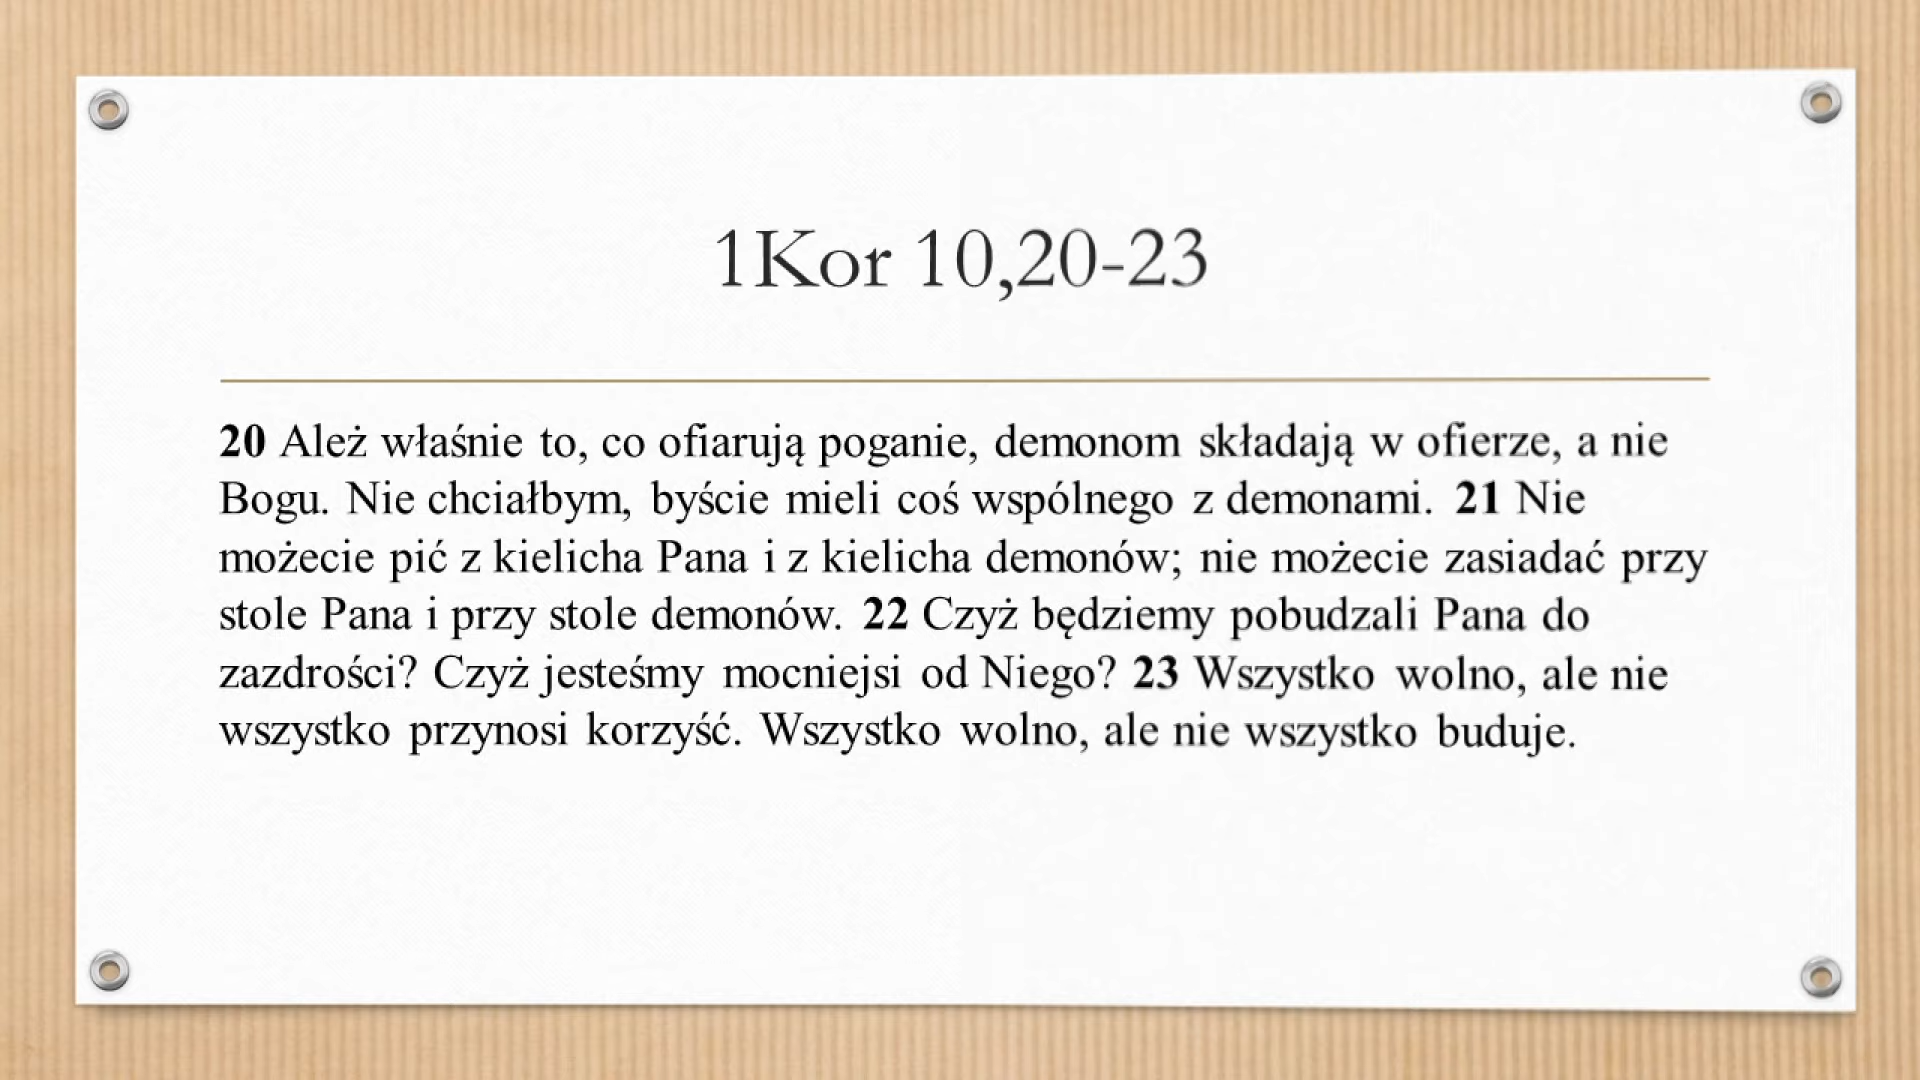 1Kor 10,20-23
20 Ależ właśnie to, co ofiarują poganie, demonom składają w ofierze, a nie
Bogu. Nie chciałbym, byście mieli coś wspólnego z demonami. 21 Nie
możecie pić z kielicha Pana i z kielicha demonów; nie możecie zasiadać przy
stole Pana i przy stole demonów. 22 Czyż będziemy pobudzali Pana do
zazdrości? Czyż jesteśmy mocniejsi od Niego? 23 Wszystko wolno, ale nie
wszystko przynosi korzyść. Wszystko wolno, ale nie wszystko buduje.